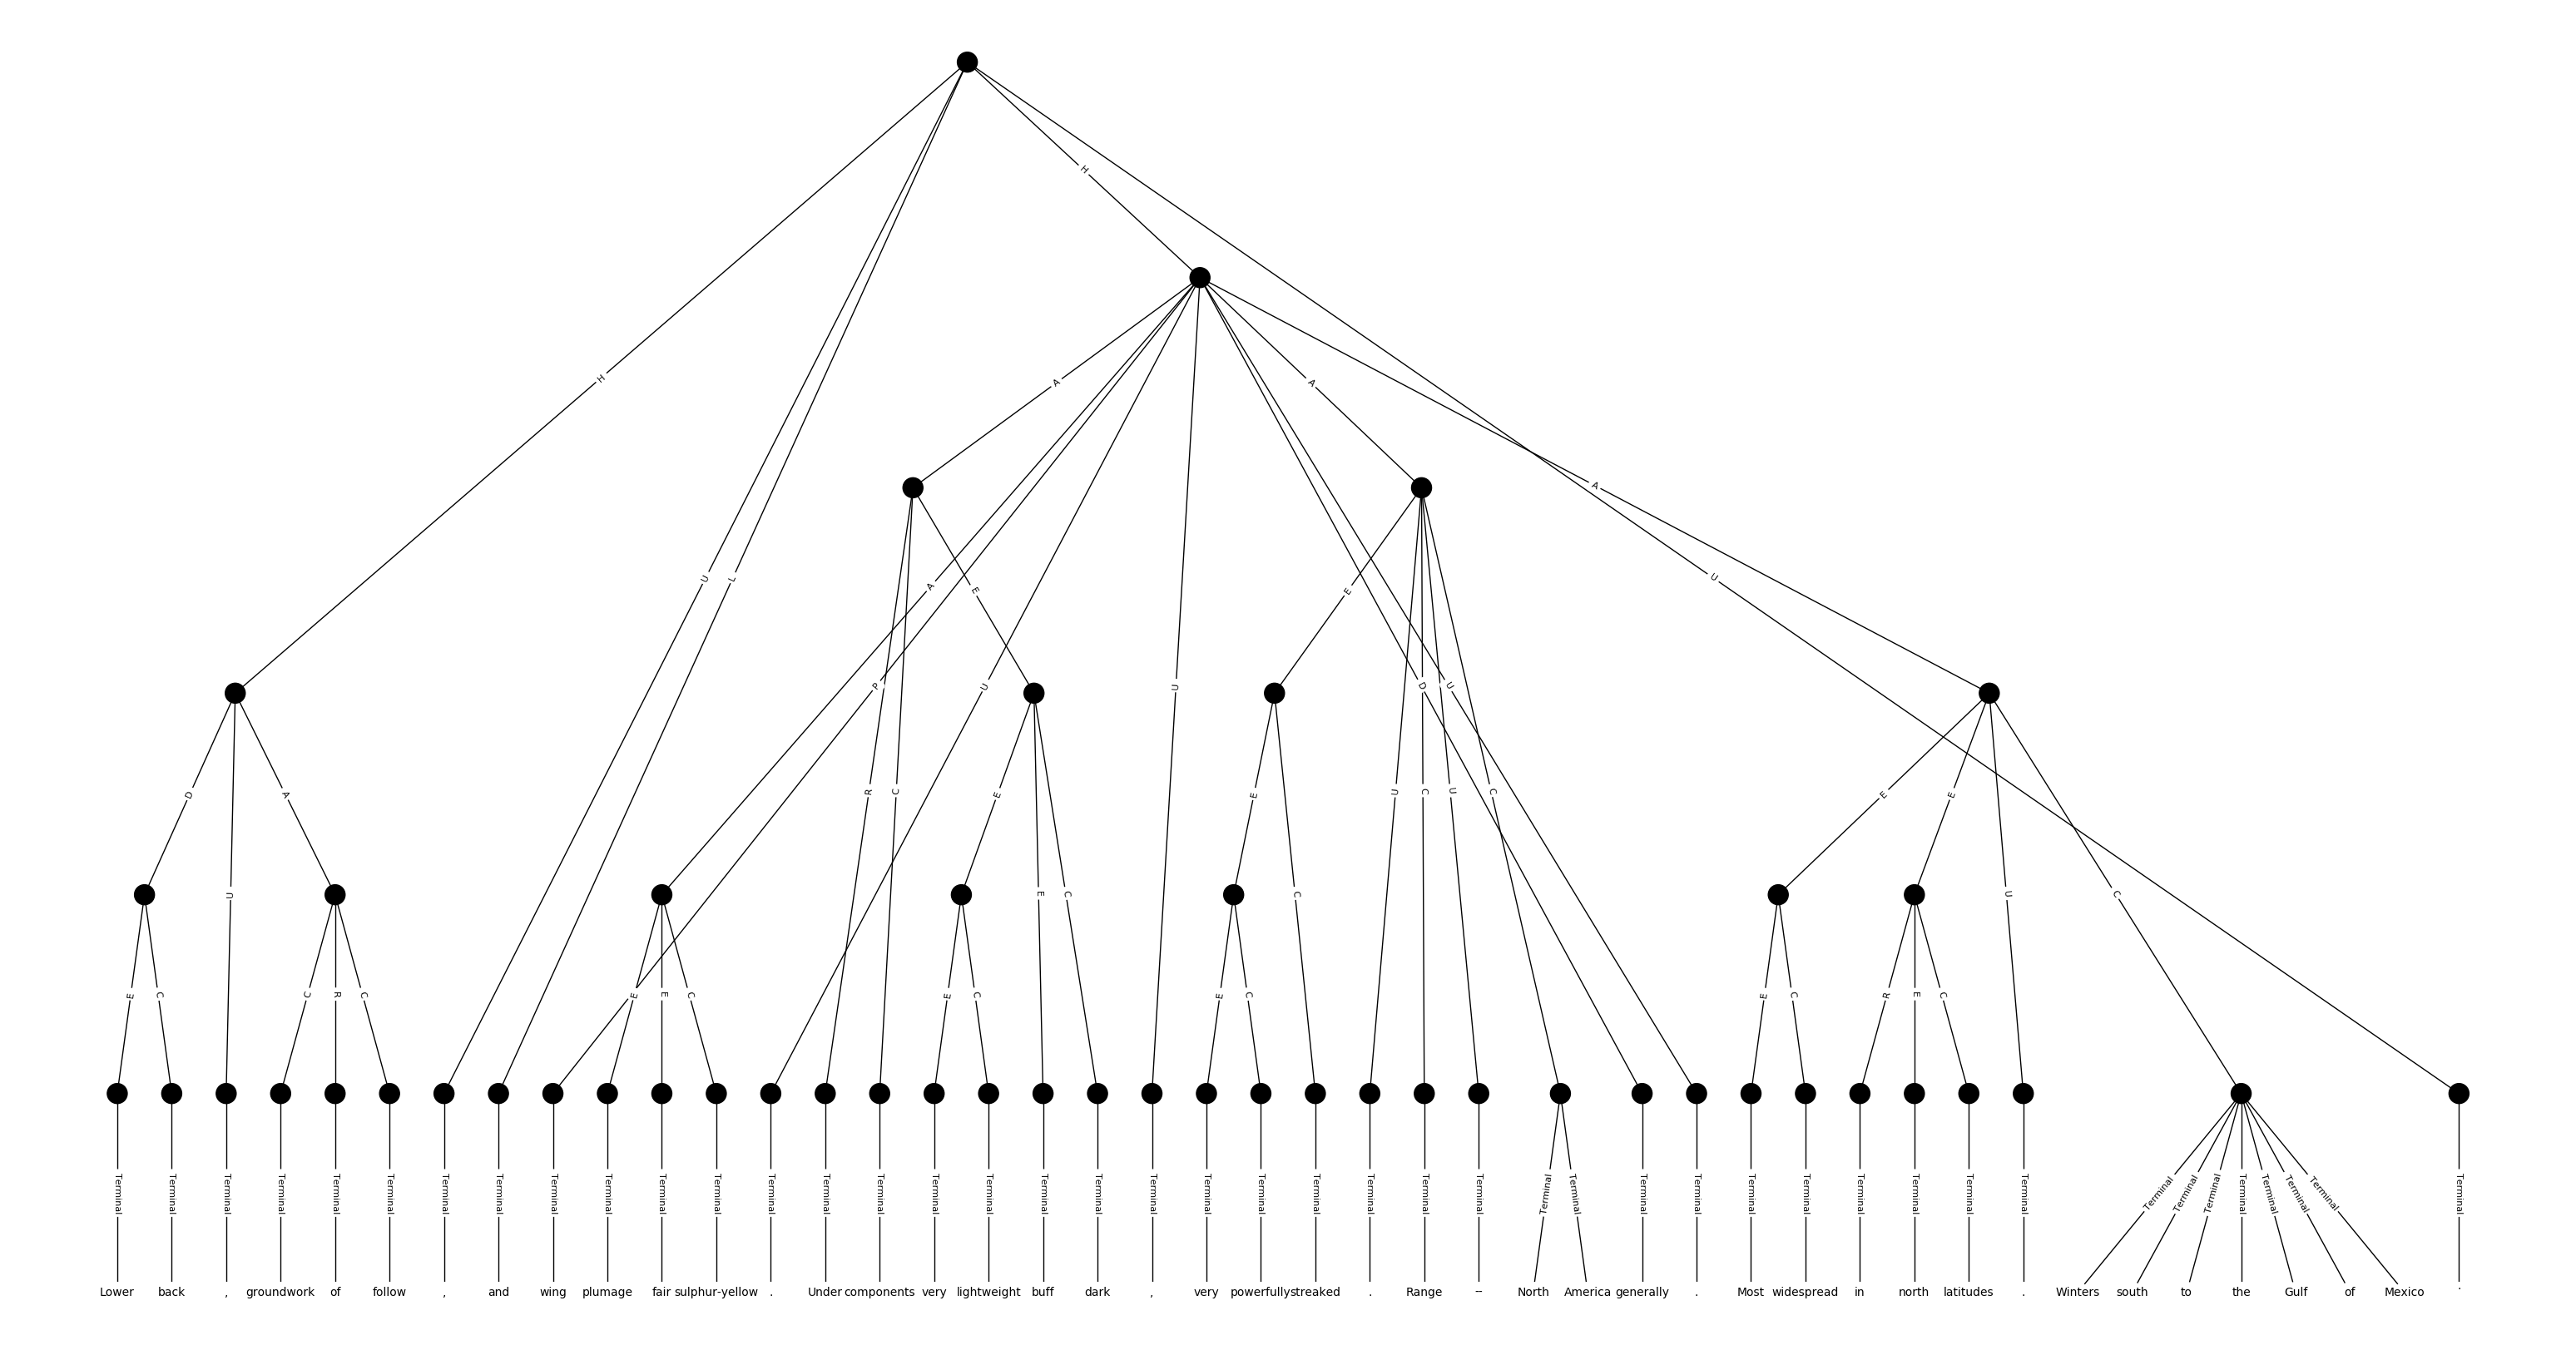 H
H
A
A
U
L
A
E
E
A
U
P
U
U
D
U
D
A
R
C
E
E
U
C
U
C
E
E
U
E
C
E
C
U
C
E
C
C
R
C
E
E
C
E
C
E
C
E
C
R
E
C
Terminal Terminal Terminal Terminal Terminal Terminal Terminal Terminal Terminal Terminal Terminal Terminal Terminal Terminal Terminal Terminal Terminal Terminal Terminal Terminal Terminal Terminal Terminal Terminal Terminal Terminal Terminal Terminal Terminal Terminal Terminal Terminal Terminal Terminal Terminal Terminal Terminal Terminal Terminal Terminal Terminal Terminal Terminal Terminal
Lower back , groundwork of follow , and wing plumage fair sulphur-yellow . Under components very lightweight buff dark , very powerfully streaked . Range -- North America generally . Most widespread in north latitudes . Winters south to the Gulf of Mexico .